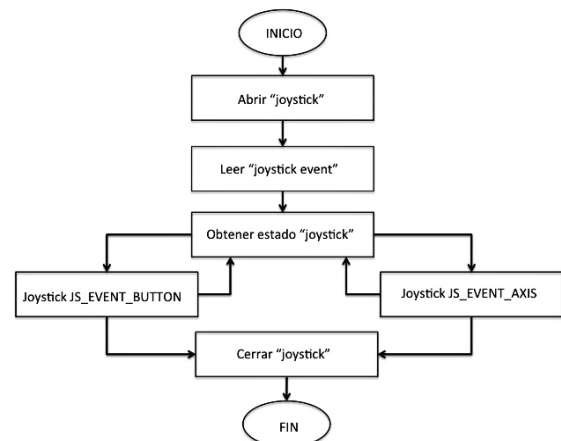 INICIO
Abrir “joystick”
Leer “joystick event”
Obtener estado “joystick”
Joystick JS_EVENT_BUTTON
Joystick JS_EVENT_AXIS
Cerrar “joystick”
FIN